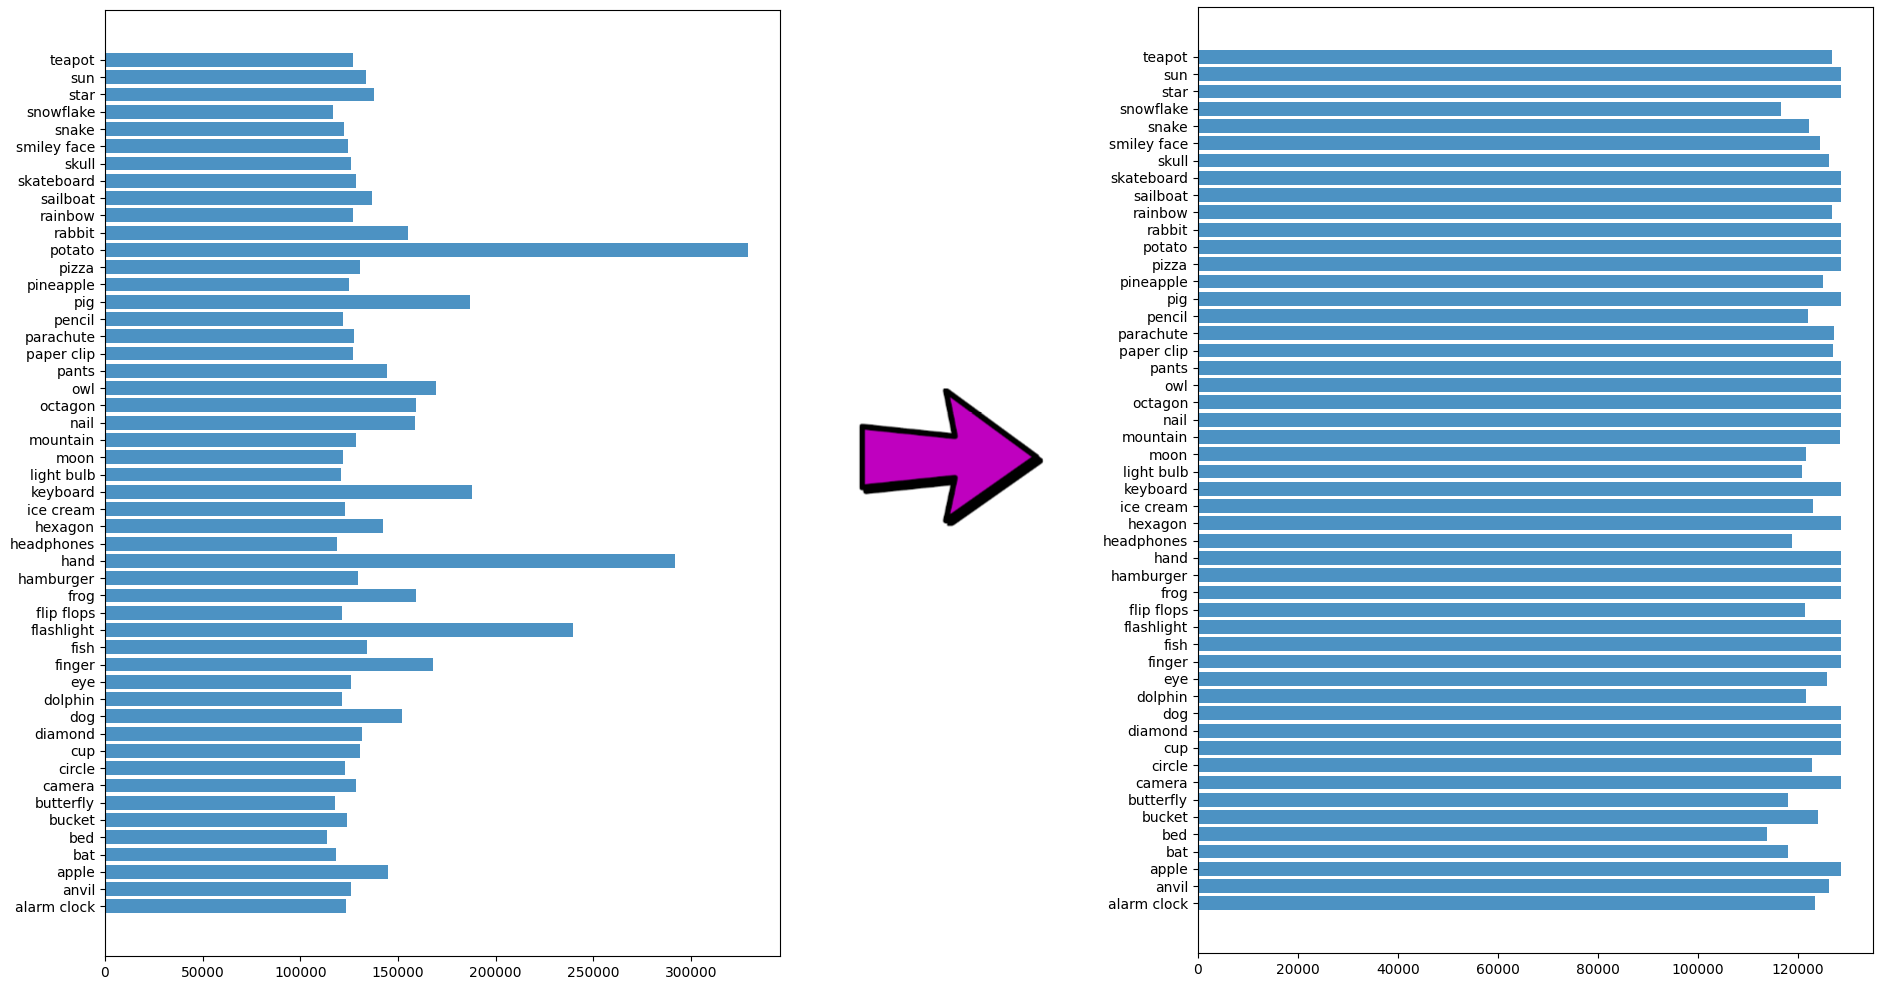 teapot
sun
star
snowflake
snake
smiley face
skull
skateboard
sailboat
rainbow
rabbit
potato
pizza
pineapple
pig
pencil
parachute
paper clip
pants
owl
octagon
nail
mountain
moon
light bulb
keyboard
ice cream
hexagon
headphones
hand
hamburger
frog
flip flops
flashlight
fish
finger
eye
dolphin
dog
diamond
cup
circle
camera
butterfly
bucket
bed
bat
apple
anvil
alarm clock
0 50000 100000 150000 200000 250000 300000
teapot
sun
star
snowflake
snake
smiley face
skull
skateboard
sailboat
rainbow
rabbit
potato
pizza
pineapple
pig
pencil
parachute
paper clip
pants
owl
octagon
nail
mountain
moon
light bulb
keyboard
ice cream
hexagon
headphones
hand
hamburger
frog
flip flops
flashlight
fish
finger
eye
dolphin
dog
diamond
cup
circle
camera
butterfly
bucket
bed
bat
apple
anvil
alarm clock
0 20000 40000 60000 80000 100000 120000